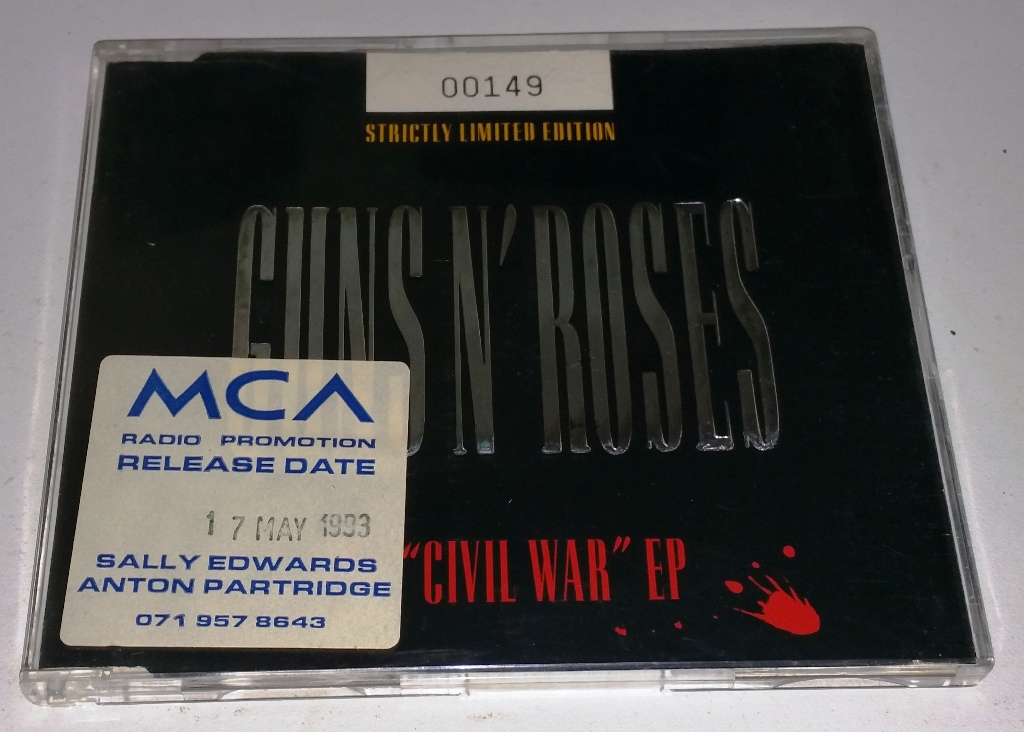 00149
STRICTLY LIMITED EDITION
GUNS N' ROSES
MCA
RADIO PROMOTION
RELEASE DATE
17 MAY 1993
SALLY EDWARDS
ANTON PARTRIDGE
071 957 8643
"CIVIL WAR" EP